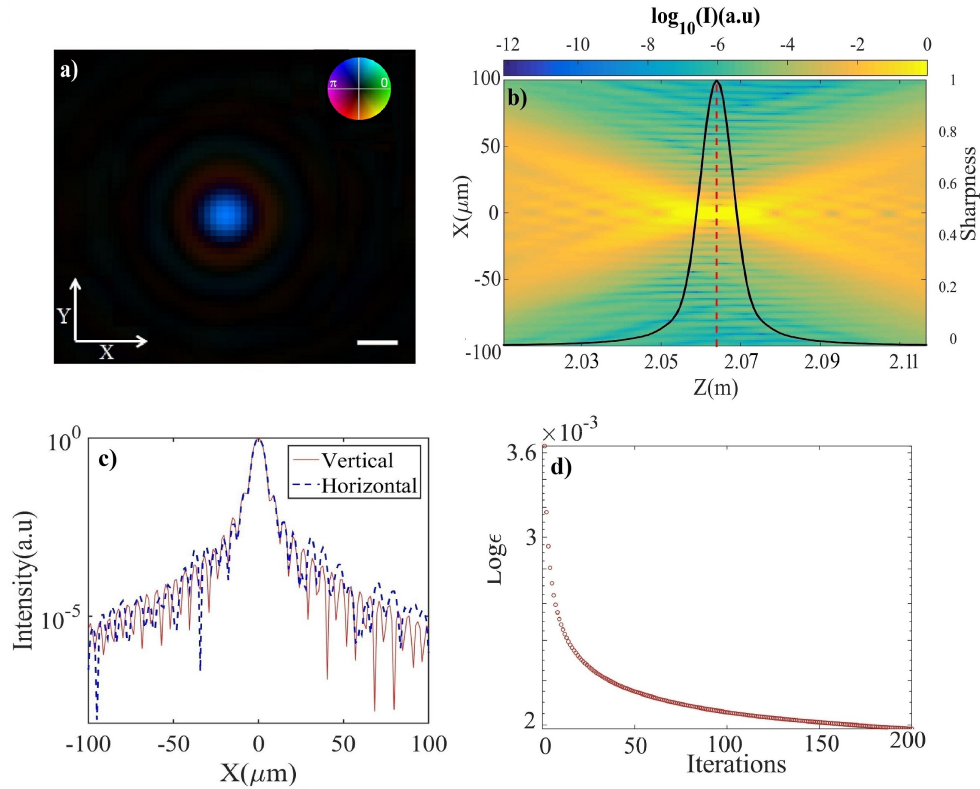 a)
π
0
Y
X
log₁₀(I)(a.u)
-12 -10 -8 -6 -4 -2 0
b)
100
50
0
-50
-100
X(μm)
2.03 2.05 2.07 2.09 2.11
Z(m)
1
0.8
0.6
0.4
0.2
0
Sharpness
c)
10⁰
10⁻⁵
Intensity(a.u)
Vertical
Horizontal
-100 -50 0 50 100
X(μm)
d)
×10⁻³
3.6
3
2
Logϵ
0 50 100 150 200
Iterations